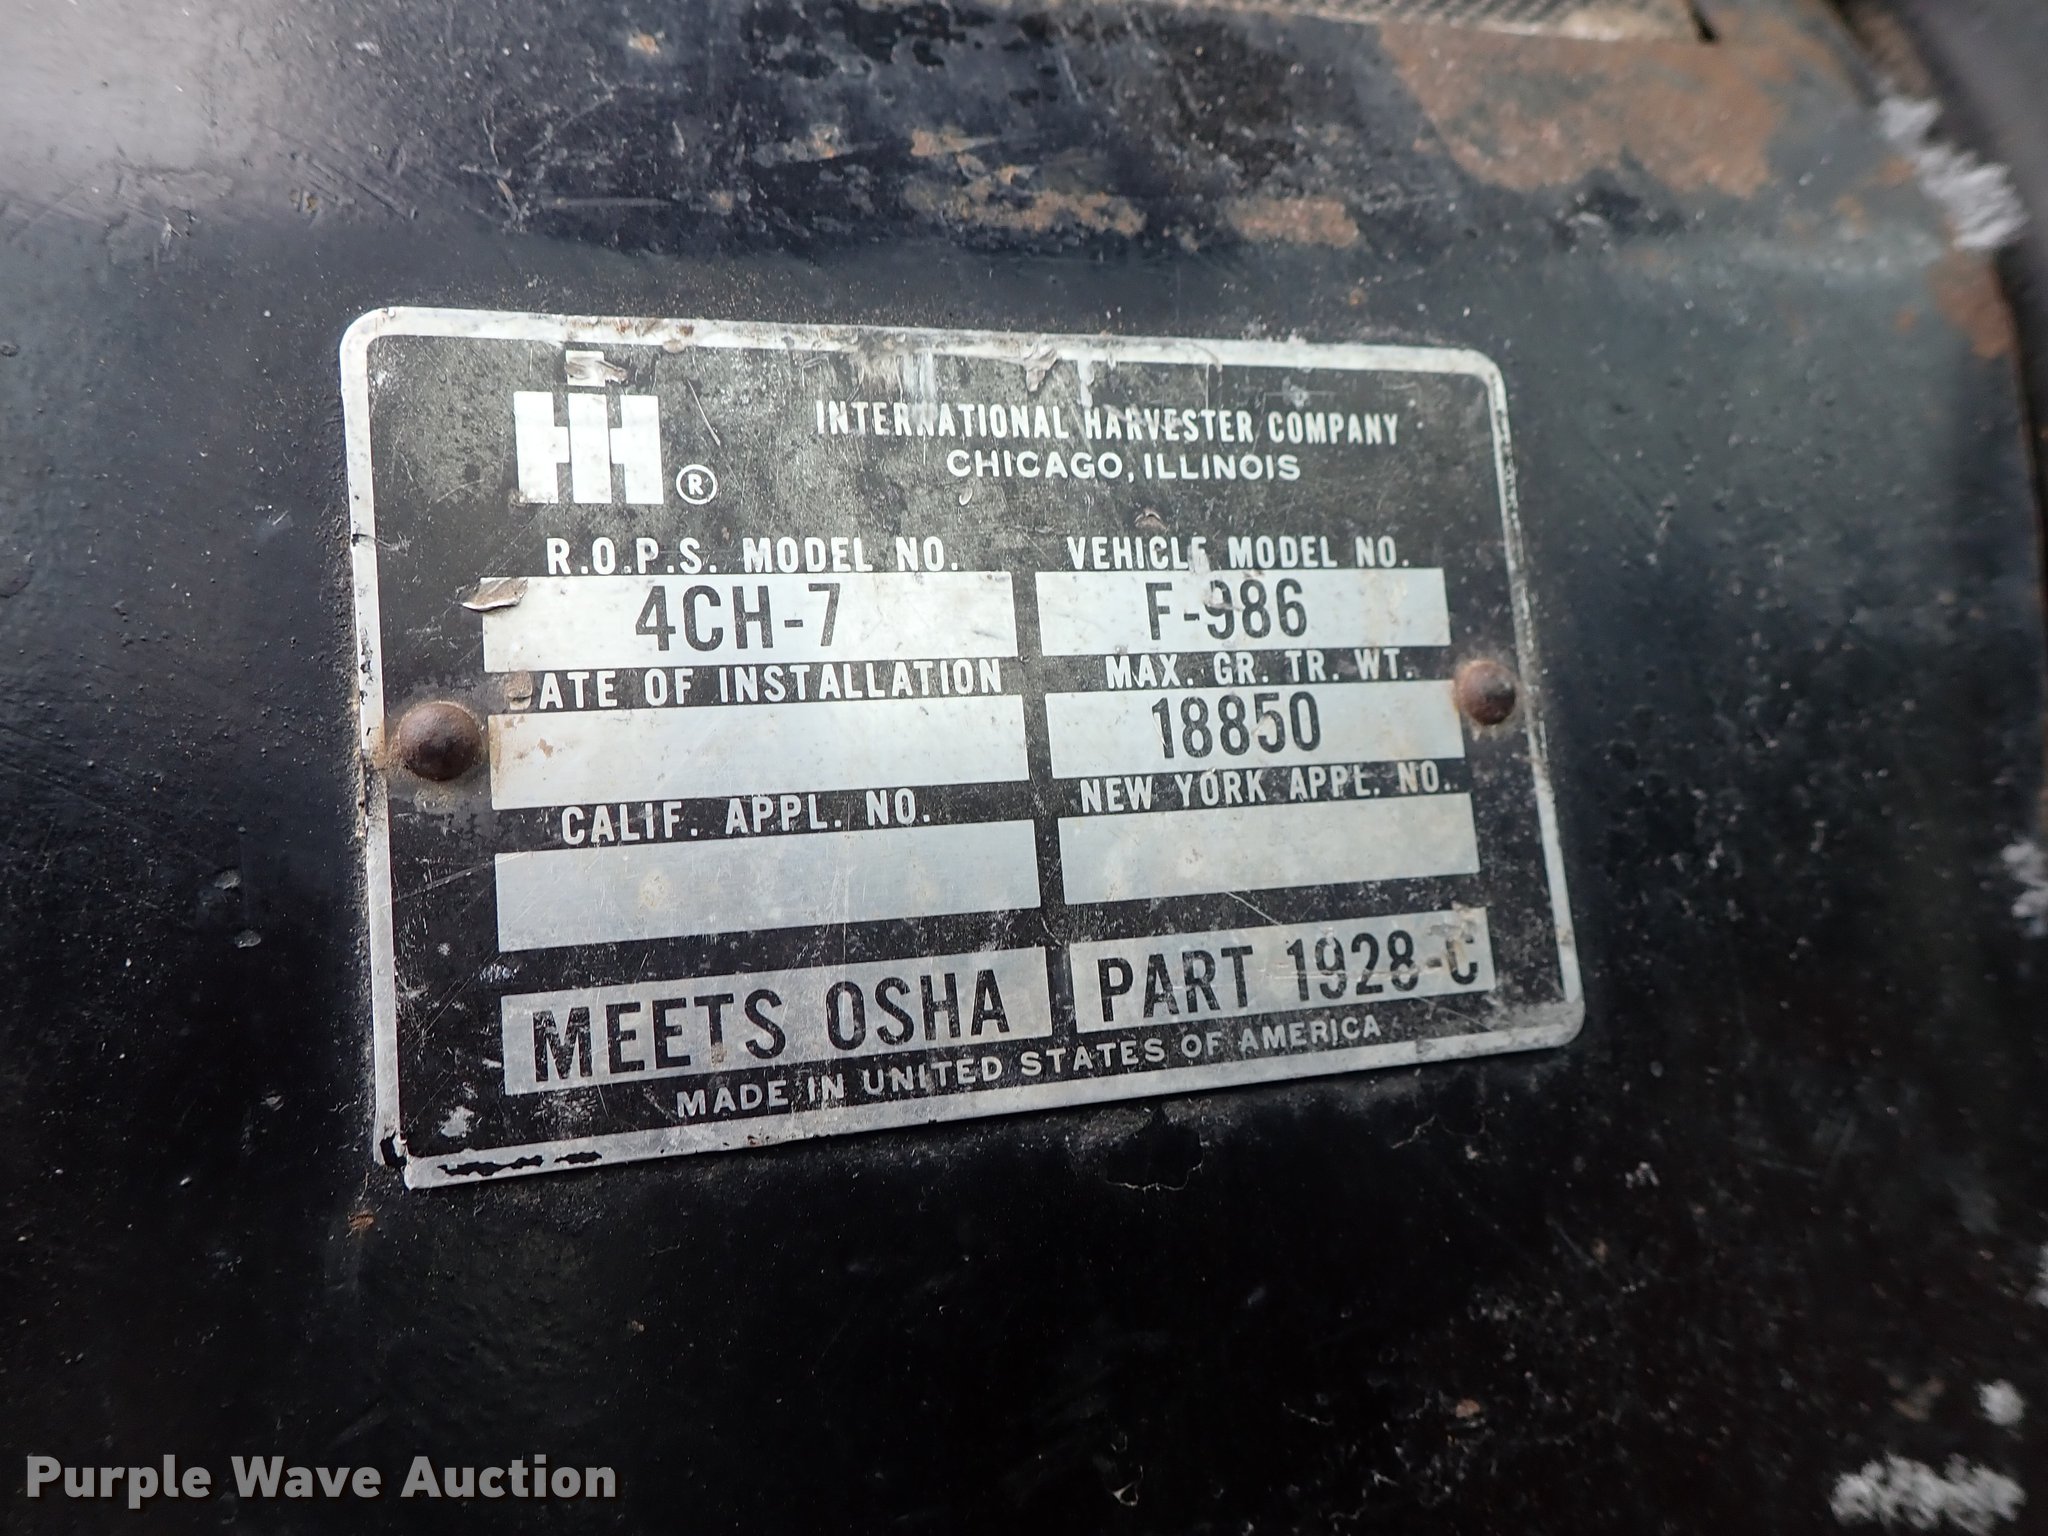 IH ®
INTERNATIONAL HARVESTER COMPANY
CHICAGO, ILLINOIS
R.O.P.S. MODEL NO. VEHICLE MODEL NO.
4CH-7 F-986
DATE OF INSTALLATION MAX. GR. TR. WT.
18850
CALIF. APPL. NO. NEW YORK APPL. NO.
MEETS OSHA PART 1928-C
MADE IN UNITED STATES OF AMERICA
Purple Wave Auction